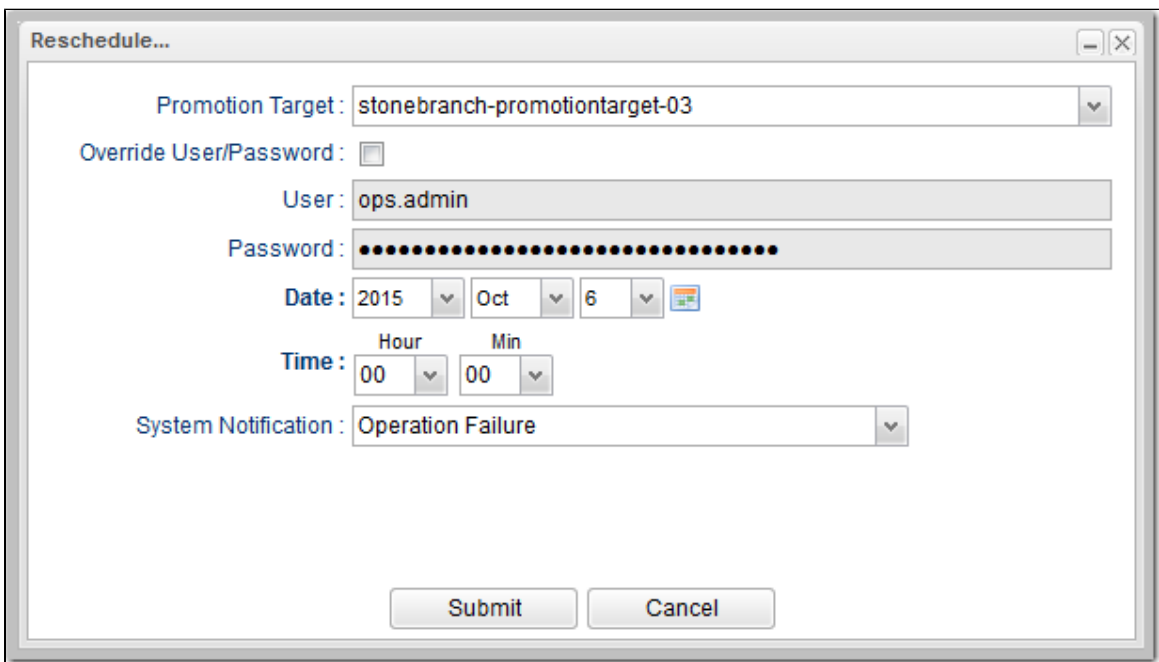 Reschedule...
Promotion Target : stonebranch-promotiontarget-03
Override User/Password :
User : ops.admin
Password : ●●●●●●●●●●●●●●●●●●●●●●●●●●●●●●●●
Date : 2015 Oct 6
Hour Min
Time : 00 00
System Notification : Operation Failure
Submit Cancel